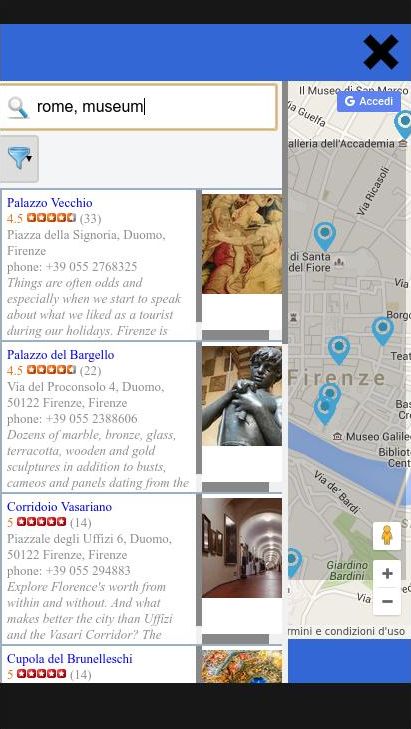 rome, museum
Palazzo Vecchio
4.5 (33)
Piazza della Signoria, Duomo,
Firenze
phone: +39 055 2768325
Things are often odds and
especially when we start to speak
about what we liked as a tourist
during our holidays. Firenze is
Palazzo del Bargello
4.5 (22)
Via del Proconsolo 4, Duomo,
50122 Firenze, Firenze
phone: +39 055 2388606
Dozens of marble, bronze, glass,
terracotta, wooden and gold
sculptures in addition to busts,
cameos and panels dating from the
Corridoio Vasariano
5 (14)
Piazzale degli Uffizi 6, Duomo,
50122 Firenze, Firenze
phone: +39 055 294883
Explore Florence's worth from
within and without. And what
makes better the city than Uffizi
and the Vasari Corridor? The
Cupola del Brunelleschi
5 (14)
Il Museo di San Marco
G Accedi
Via Guelfa
alleria dell'Accademia
Via Ricasoli
di Santa
del Fiore
Via
Borgo
Teat
Firenze
Bas
Croc
Museo Galile
Bibliot
Cent
Via de' Bardi
Giardino
Bardini
+
−
Via
rmini e condizioni d'uso